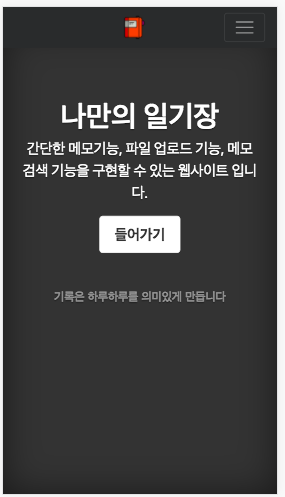 나만의 일기장
간단한 메모기능, 파일 업로드 기능, 메모
검색 기능을 구현할 수 있는 웹사이트 입니
다.
들어가기
기록은 하루하루를 의미있게 만듭니다